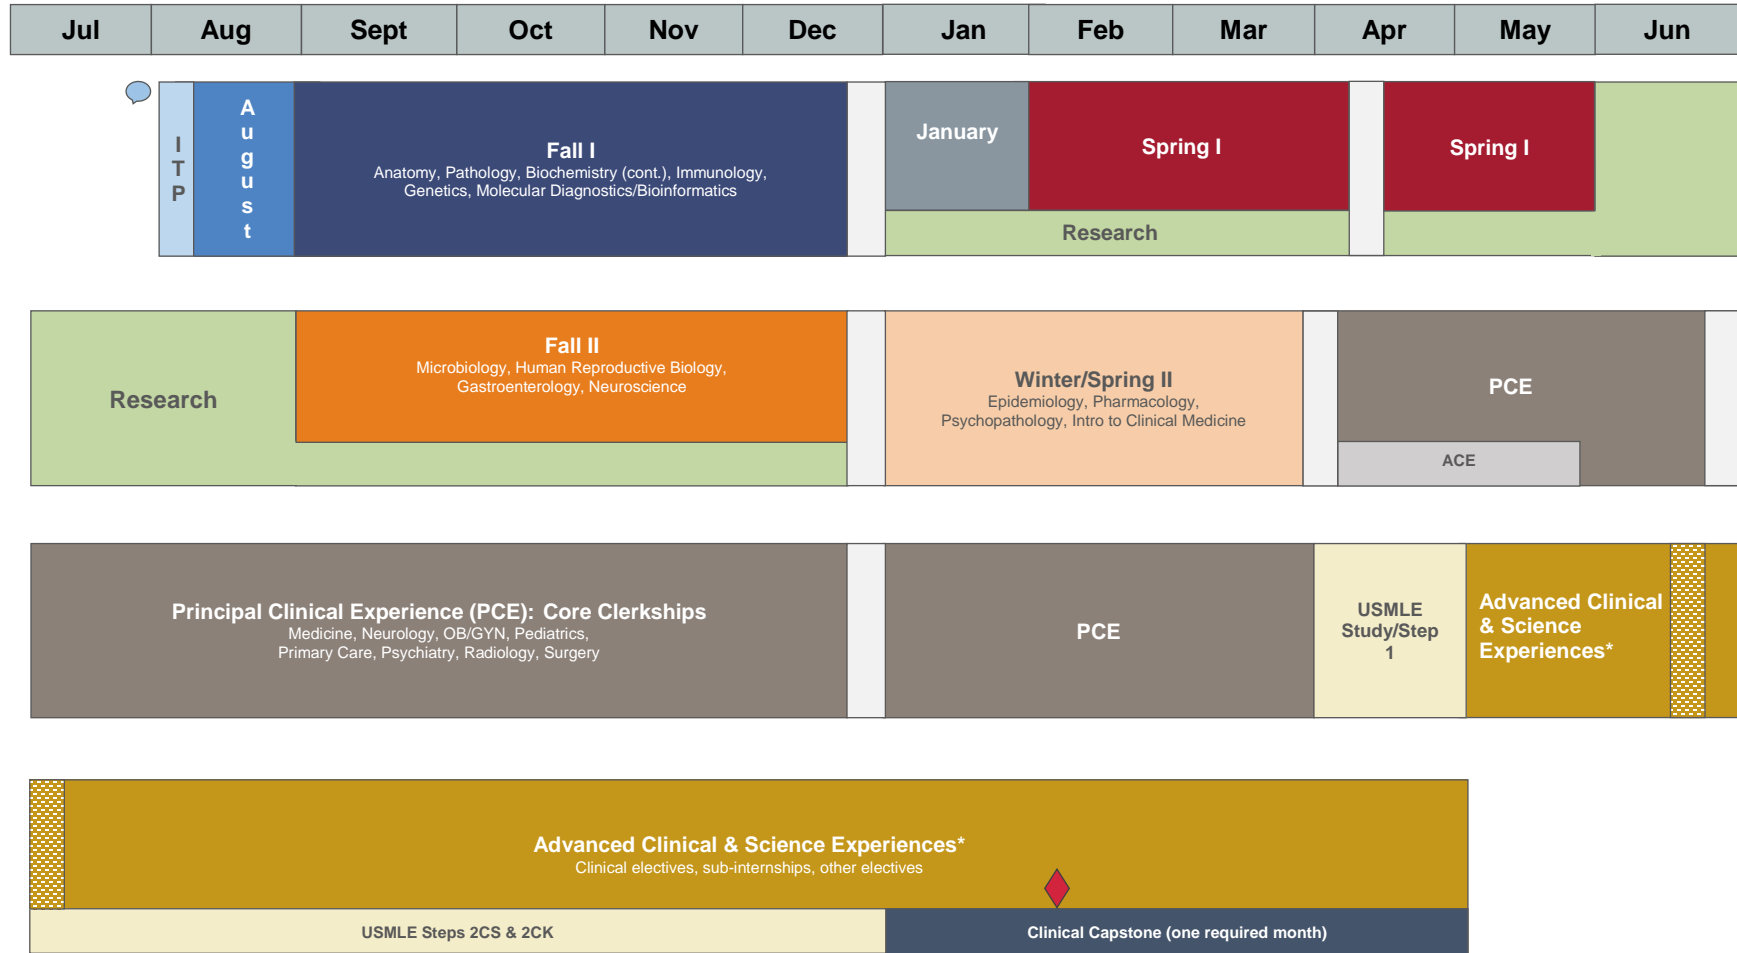 Jul Aug Sept Oct Nov Dec Jan Feb Mar Apr May Jun
ITP
August
Fall I
Anatomy, Pathology, Biochemistry (cont.), Immunology,
Genetics, Molecular Diagnostics/Bioinformatics
January
Spring I
Spring I
Research
Research
Fall II
Microbiology, Human Reproductive Biology,
Gastroenterology, Neuroscience
Winter/Spring II
Epidemiology, Pharmacology,
Psychopathology, Intro to Clinical Medicine
PCE
ACE
Principal Clinical Experience (PCE): Core Clerkships
Medicine, Neurology, OB/GYN, Pediatrics,
Primary Care, Psychiatry, Radiology, Surgery
PCE
USMLE
Study/Step
1
Advanced Clinical
& Science
Experiences*
Advanced Clinical & Science Experiences*
Clinical electives, sub-internships, other electives
USMLE Steps 2CS & 2CK
Clinical Capstone (one required month)